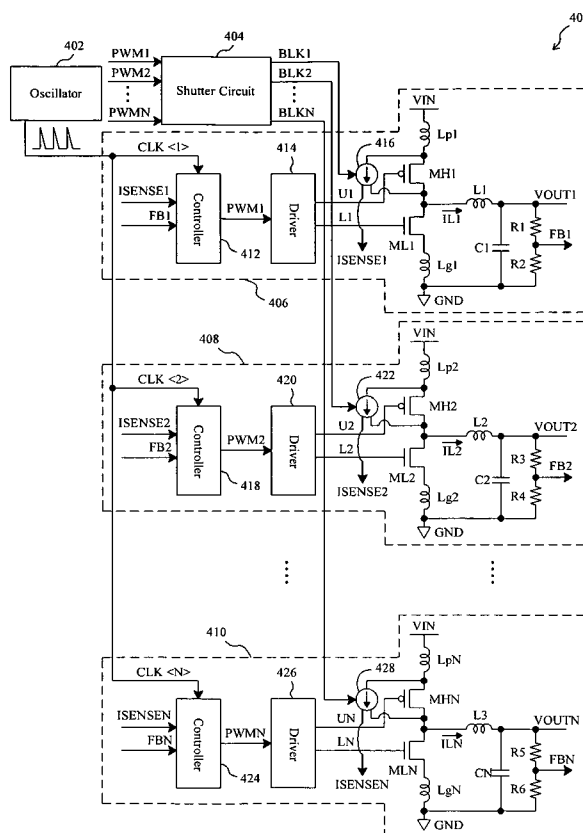 402
404
40
Oscillator
PWM1
PWM2
PWMN
Shutter Circuit
BLK1
BLK2
BLKN
VIN
Lp1
CLK <1>
414
416
MH1
ISENSE1
FB1
Controller
PWM1
Driver
U1
L1
L1
VOUT1
IL1
ML1
R1
FB1
C1
R2
412
ISENSE1
Lg1
406
GND
408
VIN
Lp2
CLK <2>
420
422
MH2
ISENSE2
FB2
Controller
PWM2
Driver
U2
L2
L2
VOUT2
IL2
ML2
R3
FB2
C2
R4
418
ISENSE2
Lg2
GND
410
VIN
LpN
CLK <N>
426
428
MHN
ISENSEN
FBN
Controller
PWMN
Driver
UN
LN
L3
VOUTN
ILN
MLN
R5
FBN
CN
R6
424
ISENSEN
LgN
GND